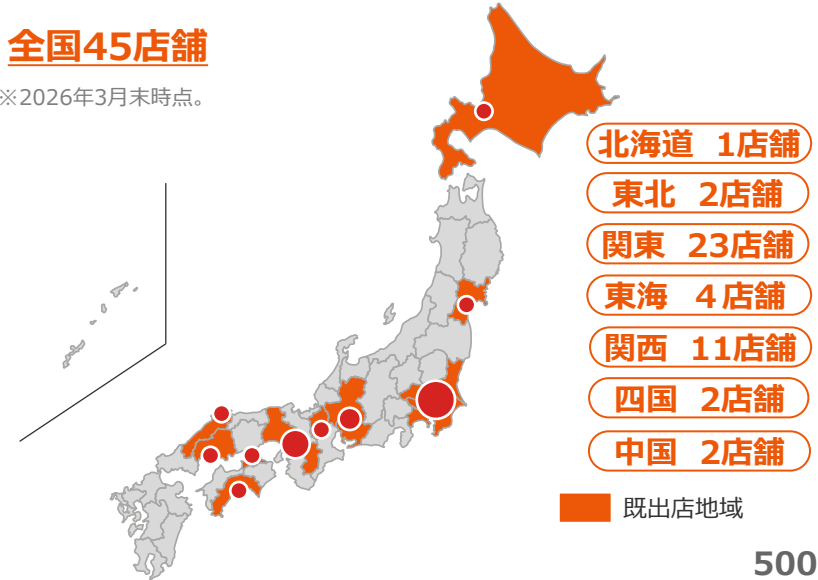 全国45店舗
※2026年3月末時点。
北海道 1店舗
東北 2店舗
関東 23店舗
東海 4店舗
関西 11店舗
四国 2店舗
中国 2店舗
既出店地域
500